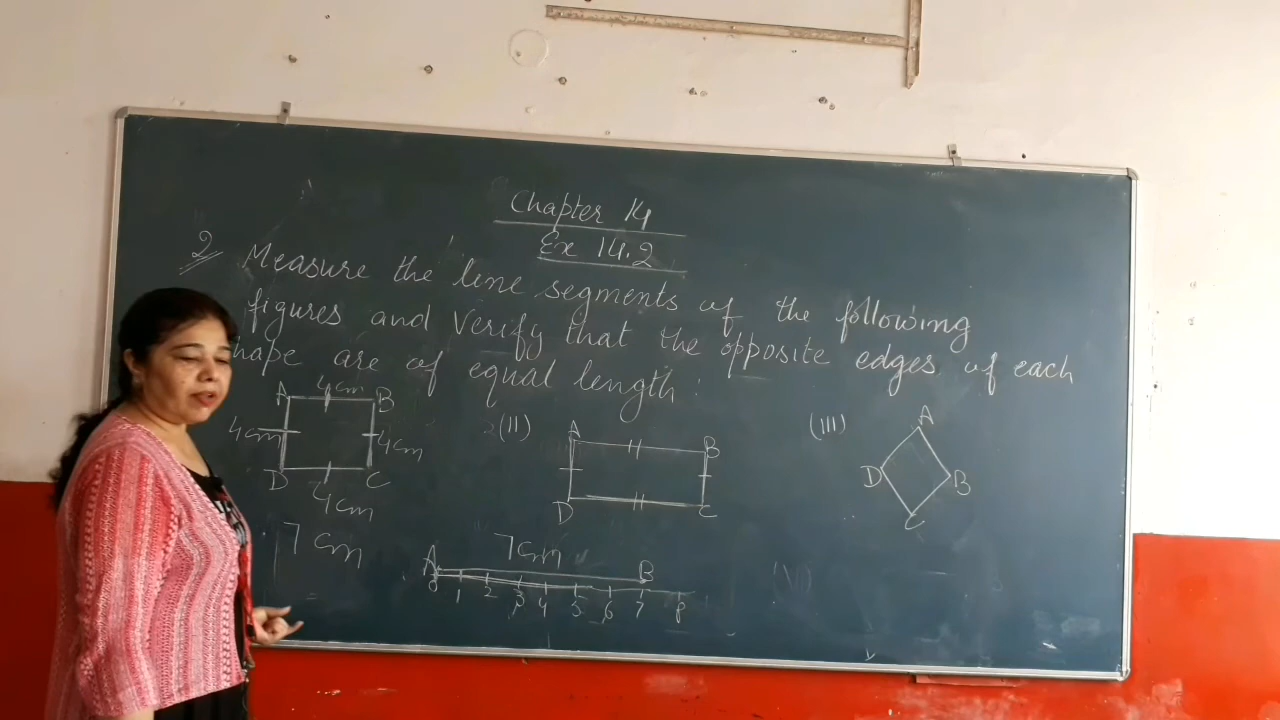 Chapter 14
Ex 14.2
2 Measure the line segments of the following
figures and verify that the opposite edges of each
hape are of equal length :
A 4cm B
4cm 4cm
D C
4cm
(II)
A B
D C
(III)
A
D B
C
7 cm
7cm
A B
0 1 2 3 4 5 6 7 8